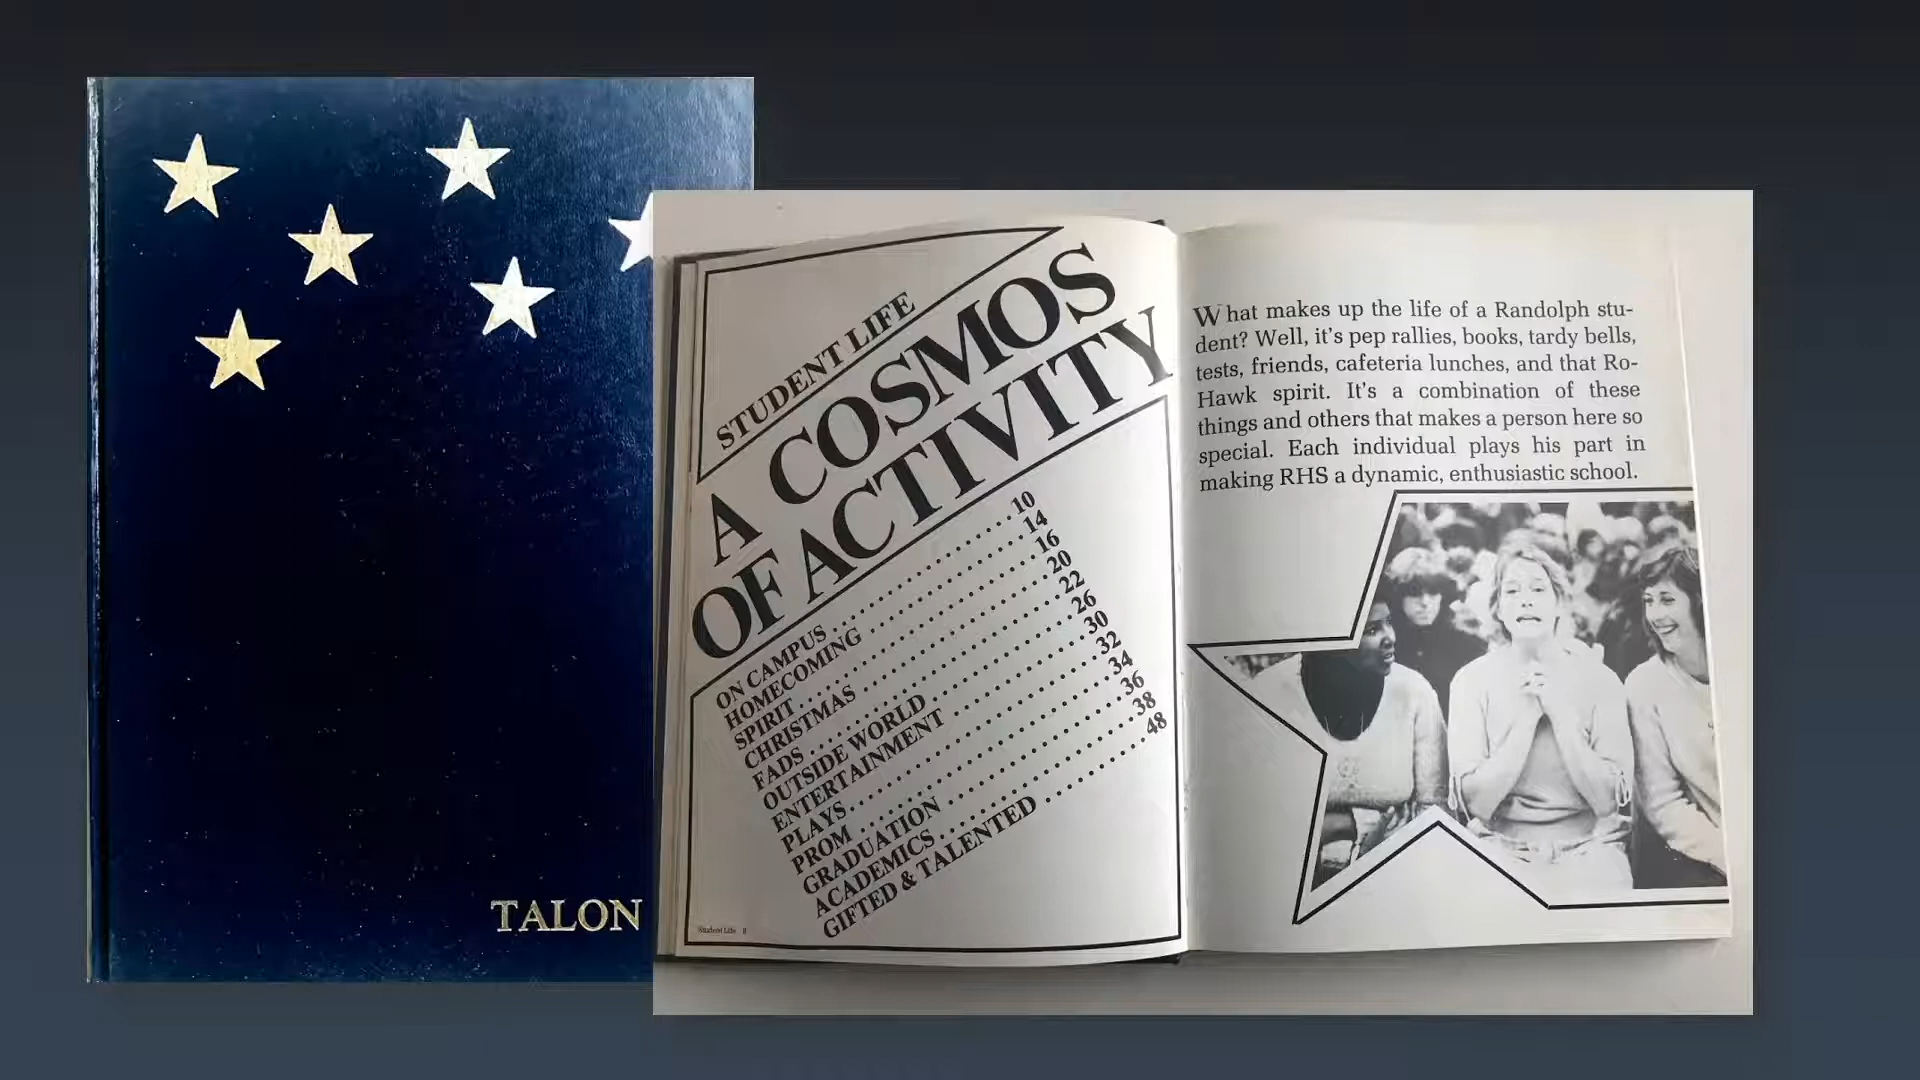 TALON
STUDENT LIFE
A COSMOS
OF ACTIVITY
ON CAMPUS . . . . . . . . . . . . . . . . . 10
HOMECOMING . . . . . . . . . . . . . . . . . 14
SPIRIT . . . . . . . . . . . . . . . . . 16
CHRISTMAS . . . . . . . . . . . . . . . . . 20
FADS . . . . . . . . . . . . . . . . . 22
OUTSIDE WORLD . . . . . . . . . . . . . . . . . 26
ENTERTAINMENT . . . . . . . . . . . . . . . . . 30
PLAYS . . . . . . . . . . . . . . . . . 32
PROM . . . . . . . . . . . . . . . . . 34
GRADUATION . . . . . . . . . . . . . . . . . 36
ACADEMICS . . . . . . . . . . . . . . . . . 38
GIFTED & TALENTED . . . . . . . . . . 48
Student Life 8
What makes up the life of a Randolph stu-
dent? Well, it's pep rallies, books, tardy bells,
tests, friends, cafeteria lunches, and that Ro-
Hawk spirit. It's a combination of these
things and others that makes a person here so
special. Each individual plays his part in
making RHS a dynamic, enthusiastic school.